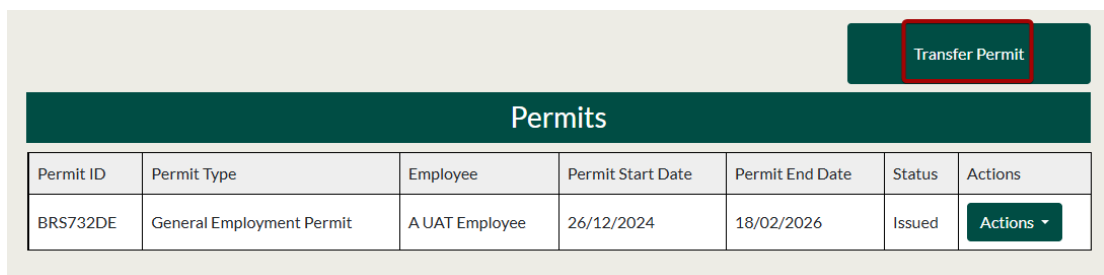 Transfer Permit
Permits
Permit ID Permit Type Employee Permit Start Date Permit End Date Status Actions
BRS732DE General Employment Permit A UAT Employee 26/12/2024 18/02/2026 Issued Actions